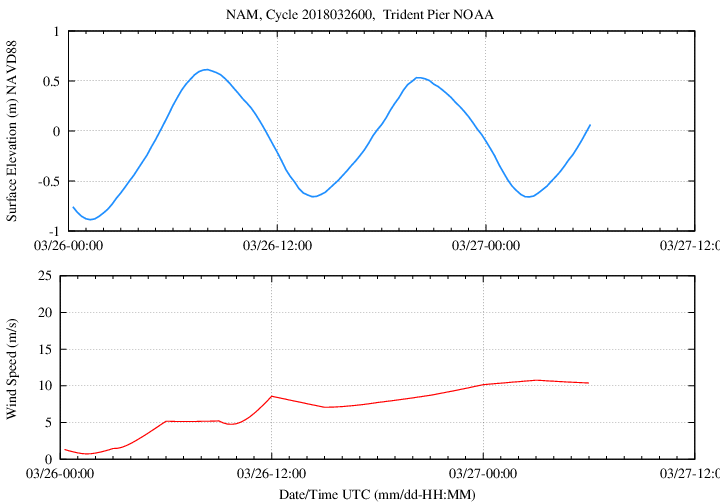 NAM, Cycle 2018032600,  Trident Pier NOAA
Surface Elevation (m) NAVD88
1
0.5
0
-0.5
-1
03/26-00:00 03/26-12:00 03/27-00:00 03/27-12:0
Wind Speed (m/s)
25
20
15
10
5
0
03/26-00:00 03/26-12:00 03/27-00:00 03/27-12:0
Date/Time UTC (mm/dd-HH:MM)